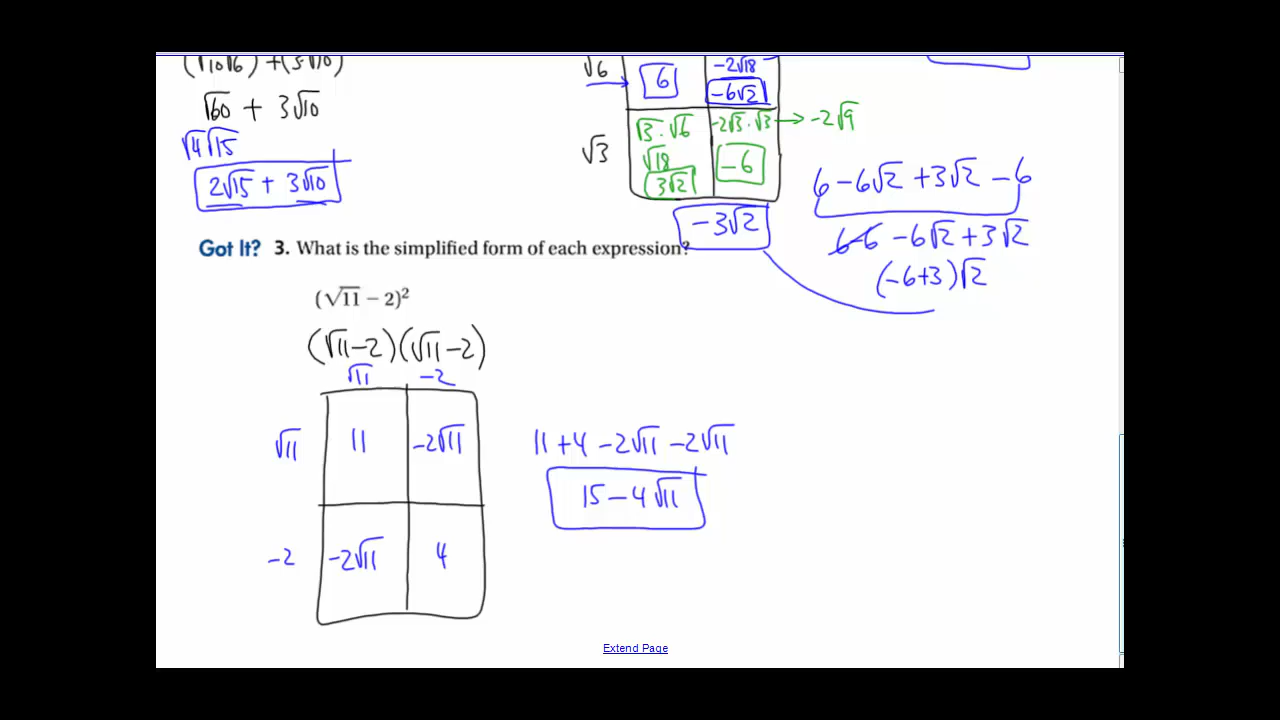 (√10√6) + (3√10)
√60 + 3√10
√4√15
2√15 + 3√10
√6
6
-2√18
-6√2
√3
√3 · √6
√18
3√2
-2√3 · √3 → -2√9
-6
-3√2
6 - 6√2 + 3√2 - 6
6-6 - 6√2 + 3√2
(-6+3)√2
Got It? 3. What is the simplified form of each expression?
(√11 – 2)²
(√11 - 2)(√11 - 2)
√11 -2
√11 11 -2√11
-2 -2√11 4
11 + 4 - 2√11 - 2√11
15 - 4√11
Extend Page